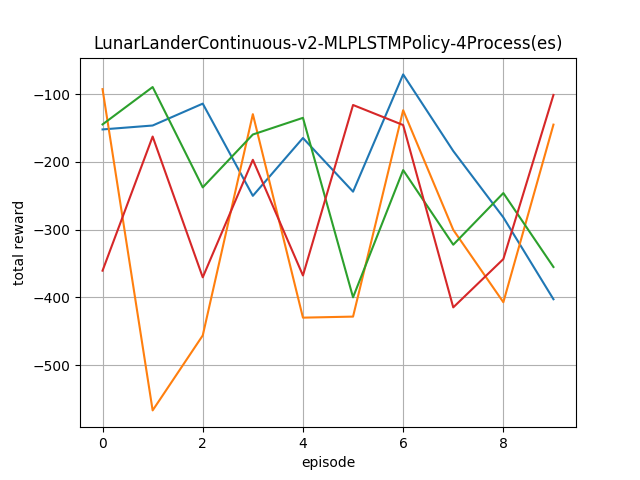 LunarLanderContinuous-v2-MLPLSTMPolicy-4Process(es)
−100
−200
−300
−400
−500
total reward
0 2 4 6 8
episode